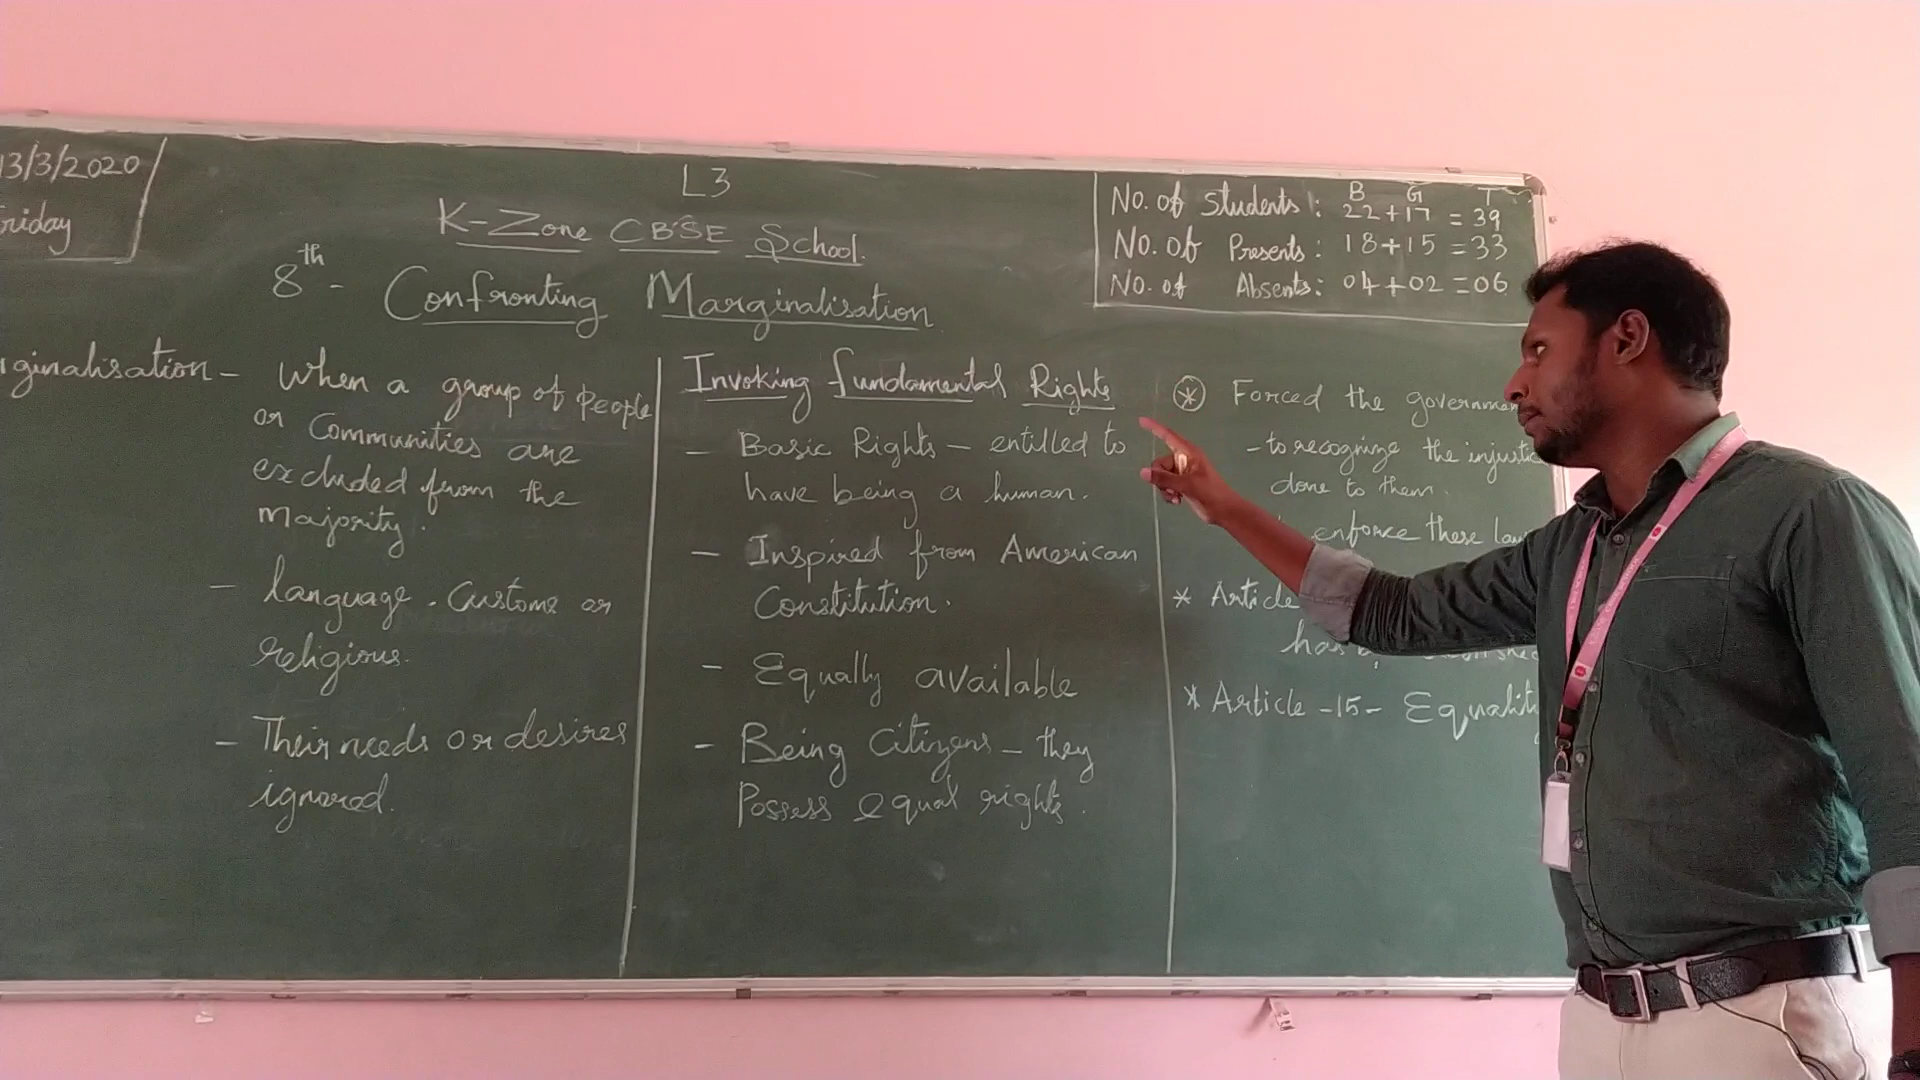 13/3/2020
Friday
L3
K-Zone CBSE School.
8th - Confronting Marginalisation
B G T
No. of Students : 22+17 = 39
No. of Presents : 18+15 = 33
No. of Absents : 04+02 = 06
ginalisation - When a group of People
or Communities are
excluded from the
Majority.
- language . Customs or
religious.
- Their needs or desires
ignored.
Invoking fundamental Rights
- Basic Rights - entilled to
have being a human.
- Inspired from American
Constitution.
- Equally available
- Being Citizens - they
Possess equal rights.
* Forced the governmen
- to recognize the injustic
done to them.
enforce these law
* Article
has
* Article -15- Equality